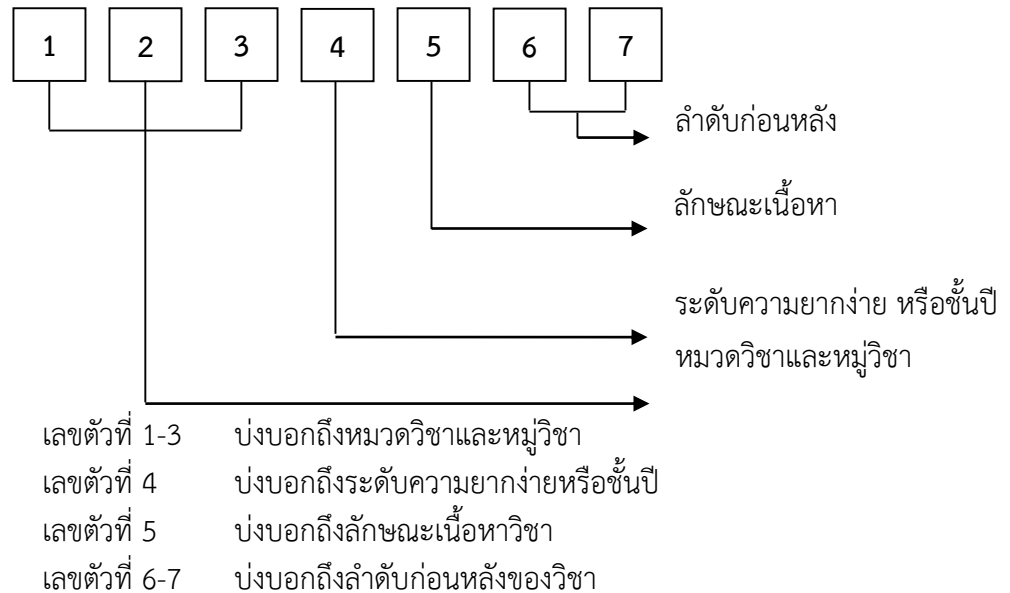 1 2 3 4 5 6 7
ลำดับก่อนหลัง
ลักษณะเนื้อหา
ระดับความยากง่าย หรือชั้นปี
หมวดวิชาและหมู่วิชา
เลขตัวที่ 1-3 บ่งบอกถึงหมวดวิชาและหมู่วิชา
เลขตัวที่ 4 บ่งบอกถึงระดับความยากง่ายหรือชั้นปี
เลขตัวที่ 5 บ่งบอกถึงลักษณะเนื้อหาวิชา
เลขตัวที่ 6-7 บ่งบอกถึงลำดับก่อนหลังของวิชา